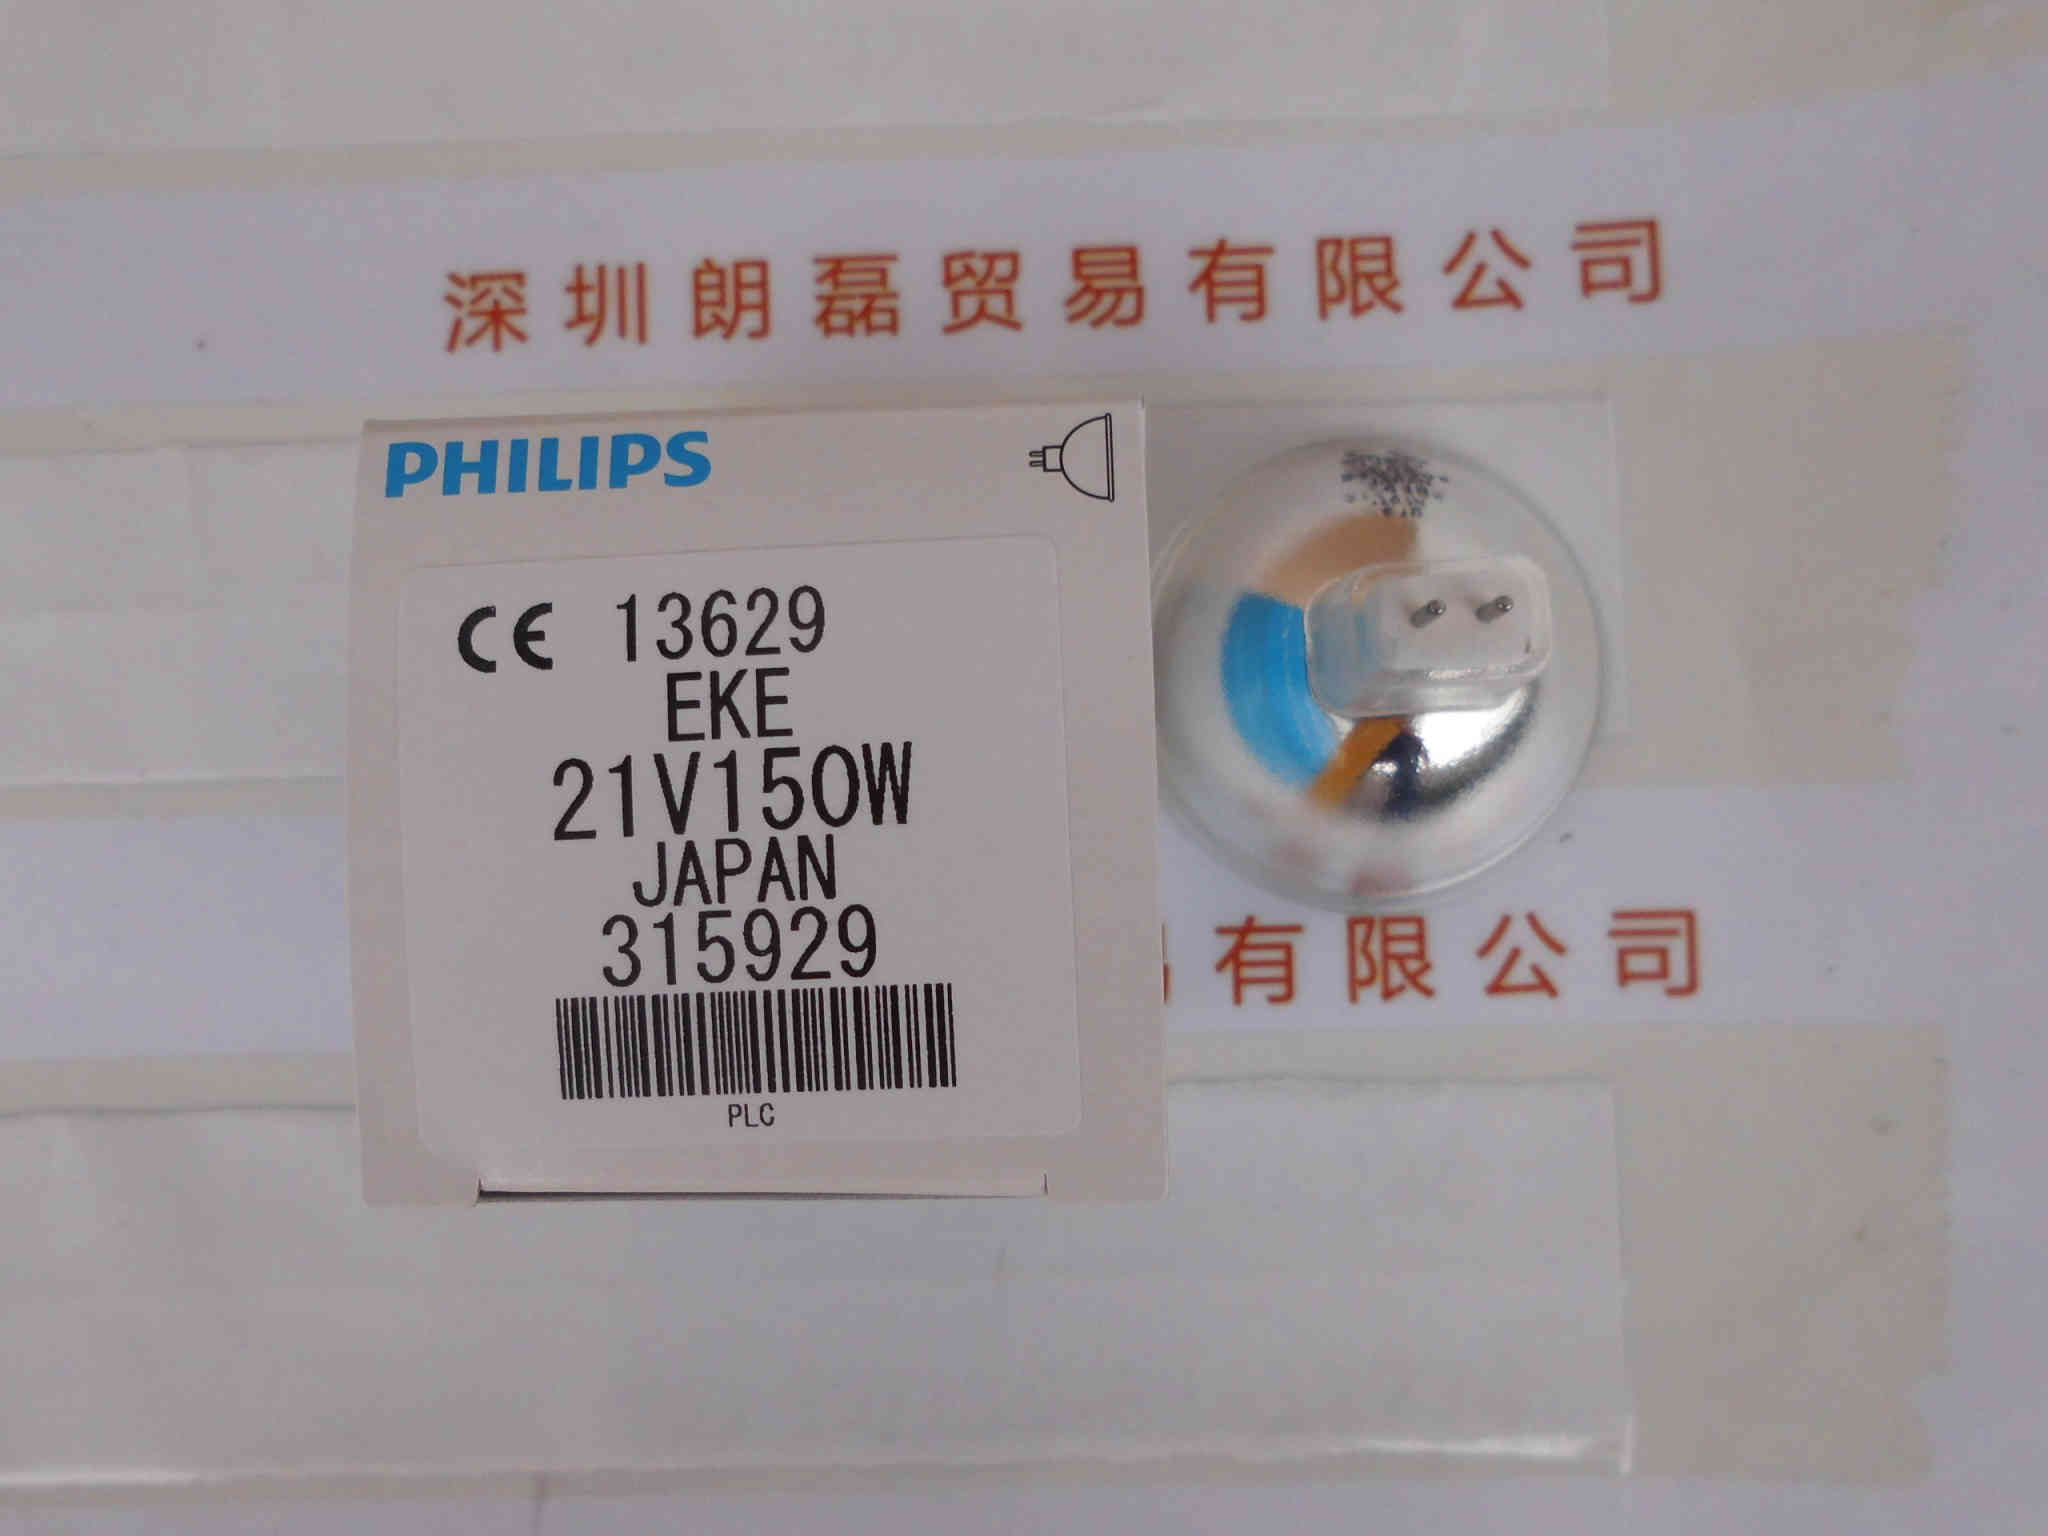 深圳朗磊贸易有限公司
PHILIPS
CE 13629
EKE
21V150W
JAPAN
315929
PLC
有限公司